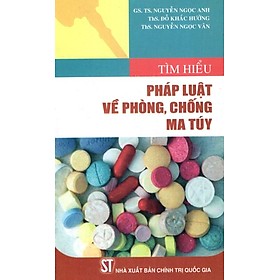 GS. TS. NGUYỄN NGỌC ANH
ThS. ĐỖ KHẮC HƯỞNG
ThS. NGUYỄN NGỌC VÂN
TÌM HIỂU
PHÁP LUẬT
VỀ PHÒNG, CHỐNG
MA TÚY
ST NHÀ XUẤT BẢN CHÍNH TRỊ QUỐC GIA